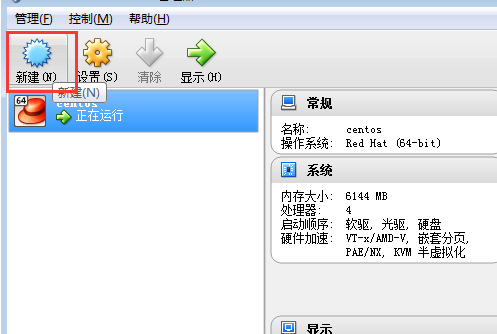 管理(F) 控制(M) 帮助(H)
新建(N) 设置(S) 清除 显示(H)
新建(N)
64 centos
正在运行
常规
名称: centos
操作系统: Red Hat (64-bit)
系统
内存大小: 6144 MB
处理器: 4
启动顺序: 软驱, 光驱, 硬盘
硬件加速: VT-x/AMD-V, 嵌套分页,
PAE/NX, KVM 半虚拟化
显示